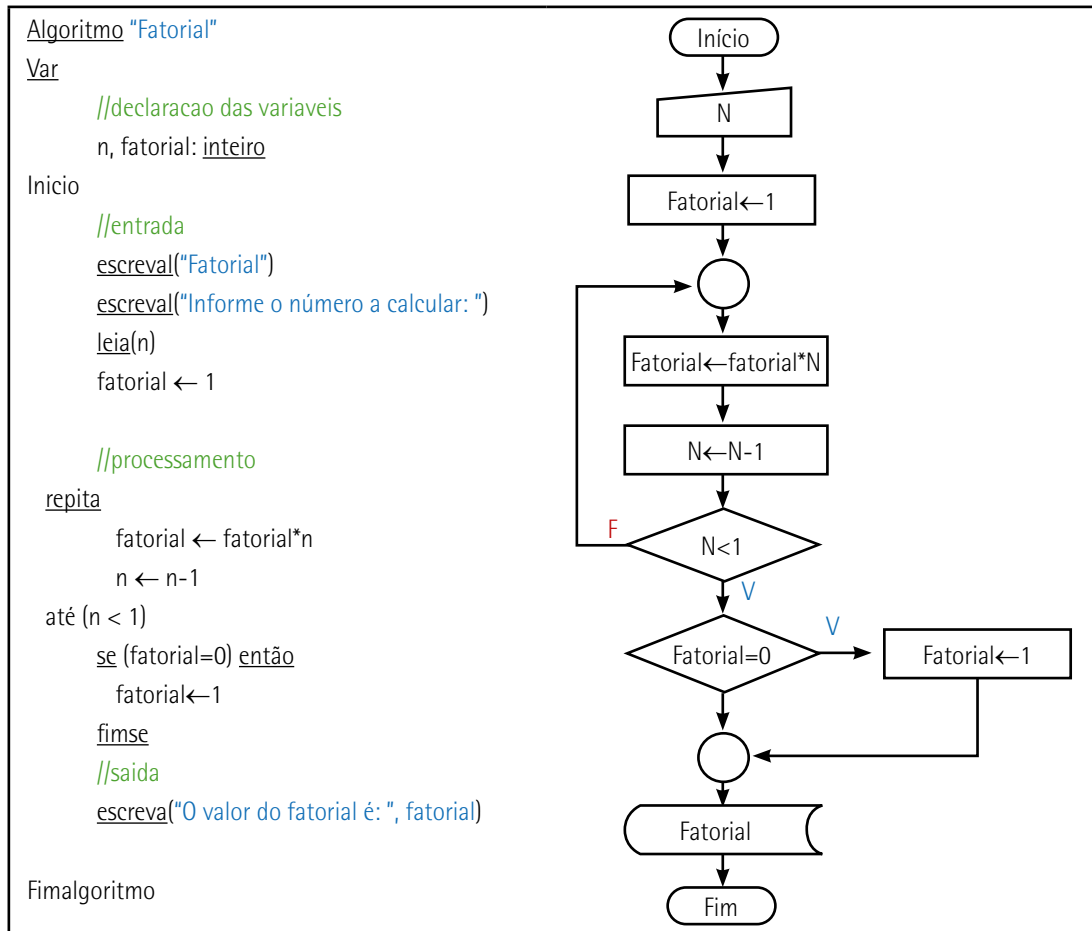 Algoritmo “Fatorial”
Var
//declaracao das variaveis
n, fatorial: inteiro
Inicio
//entrada
escreval(“Fatorial”)
escreval(“Informe o número a calcular: ”)
leia(n)
fatorial ← 1
//processamento
repita
fatorial ← fatorial*n
n ← n-1
até (n < 1)
se (fatorial=0) então
fatorial←1
fimse
//saida
escreva(“O valor do fatorial é: ”, fatorial)
Fimalgoritmo
Início
N
Fatorial←1
Fatorial←fatorial*N
N←N-1
F
N<1
V
V
Fatorial=0
Fatorial←1
Fatorial
Fim